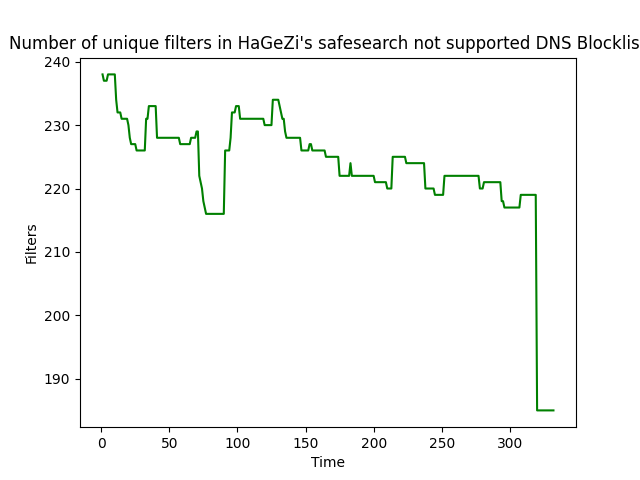 Number of unique filters in HaGeZi's safesearch not supported DNS Blocklis
240
230
220
210
200
190
Filters
0 50 100 150 200 250 300
Time